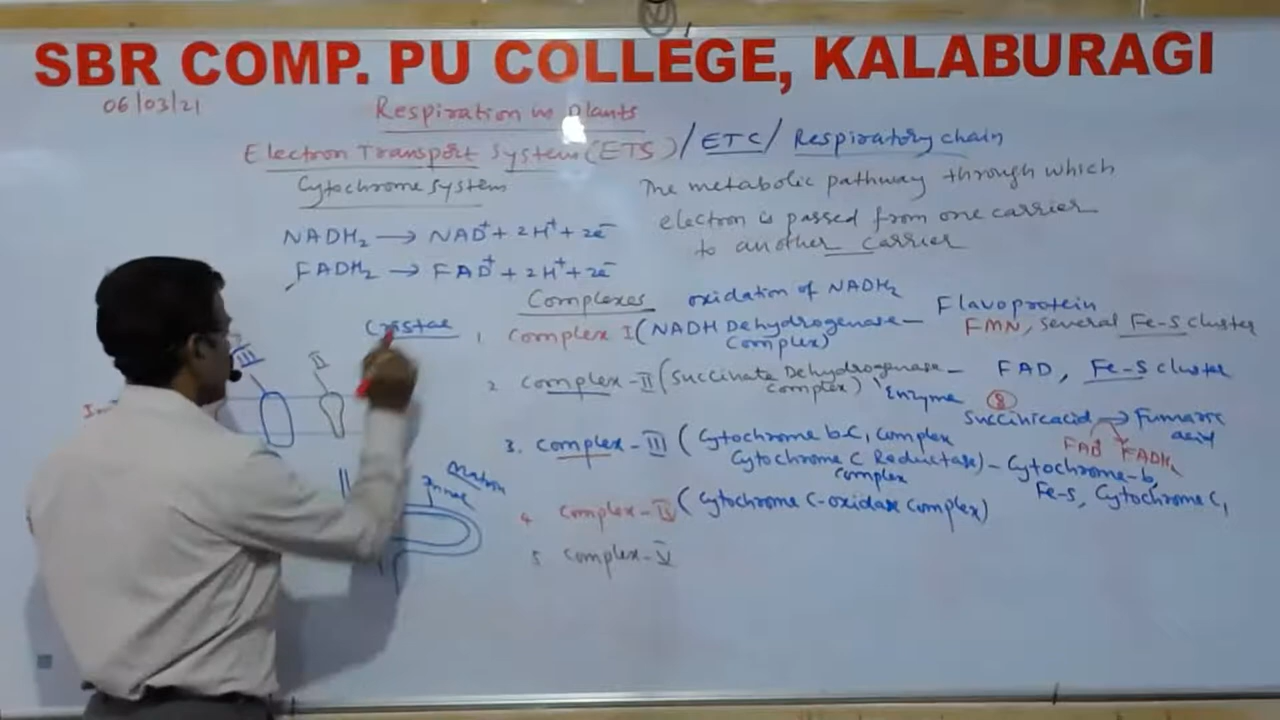 SBR COMP. PU COLLEGE, KALABURAGI
06/03/21
Respiration in Plants
Electron Transport System (ETS) / ETC / Respiratory chain
Cytochrome system
The metabolic pathway through which
electron is passed from one carrier
to another carrier
NADH₂ → NAD⁺ + 2H⁺ + 2e⁻
FADH₂ → FAD⁺ + 2H⁺ + 2e⁻
Complexes
oxidation of NADH₂
Cristae
1. Complex I (NADH Dehydrogenase – Flavoprotein
Complex)
FMN, several Fe-S cluster
2. Complex-II (Succinate Dehydrogenase – FAD, Fe-S cluster
Complex) Enzyme
8
Succinic acid → Fumaric
acid
FAD FADH₂
3. Complex-III (Cytochrome b-C₁ complex
Cytochrome C Reductase) – Cytochrome-b,
Complex
Fe-S, Cytochrome C₁
4. Complex-IV (Cytochrome C-oxidase complex)
5. Complex-V
III
II
Matrix
Inner